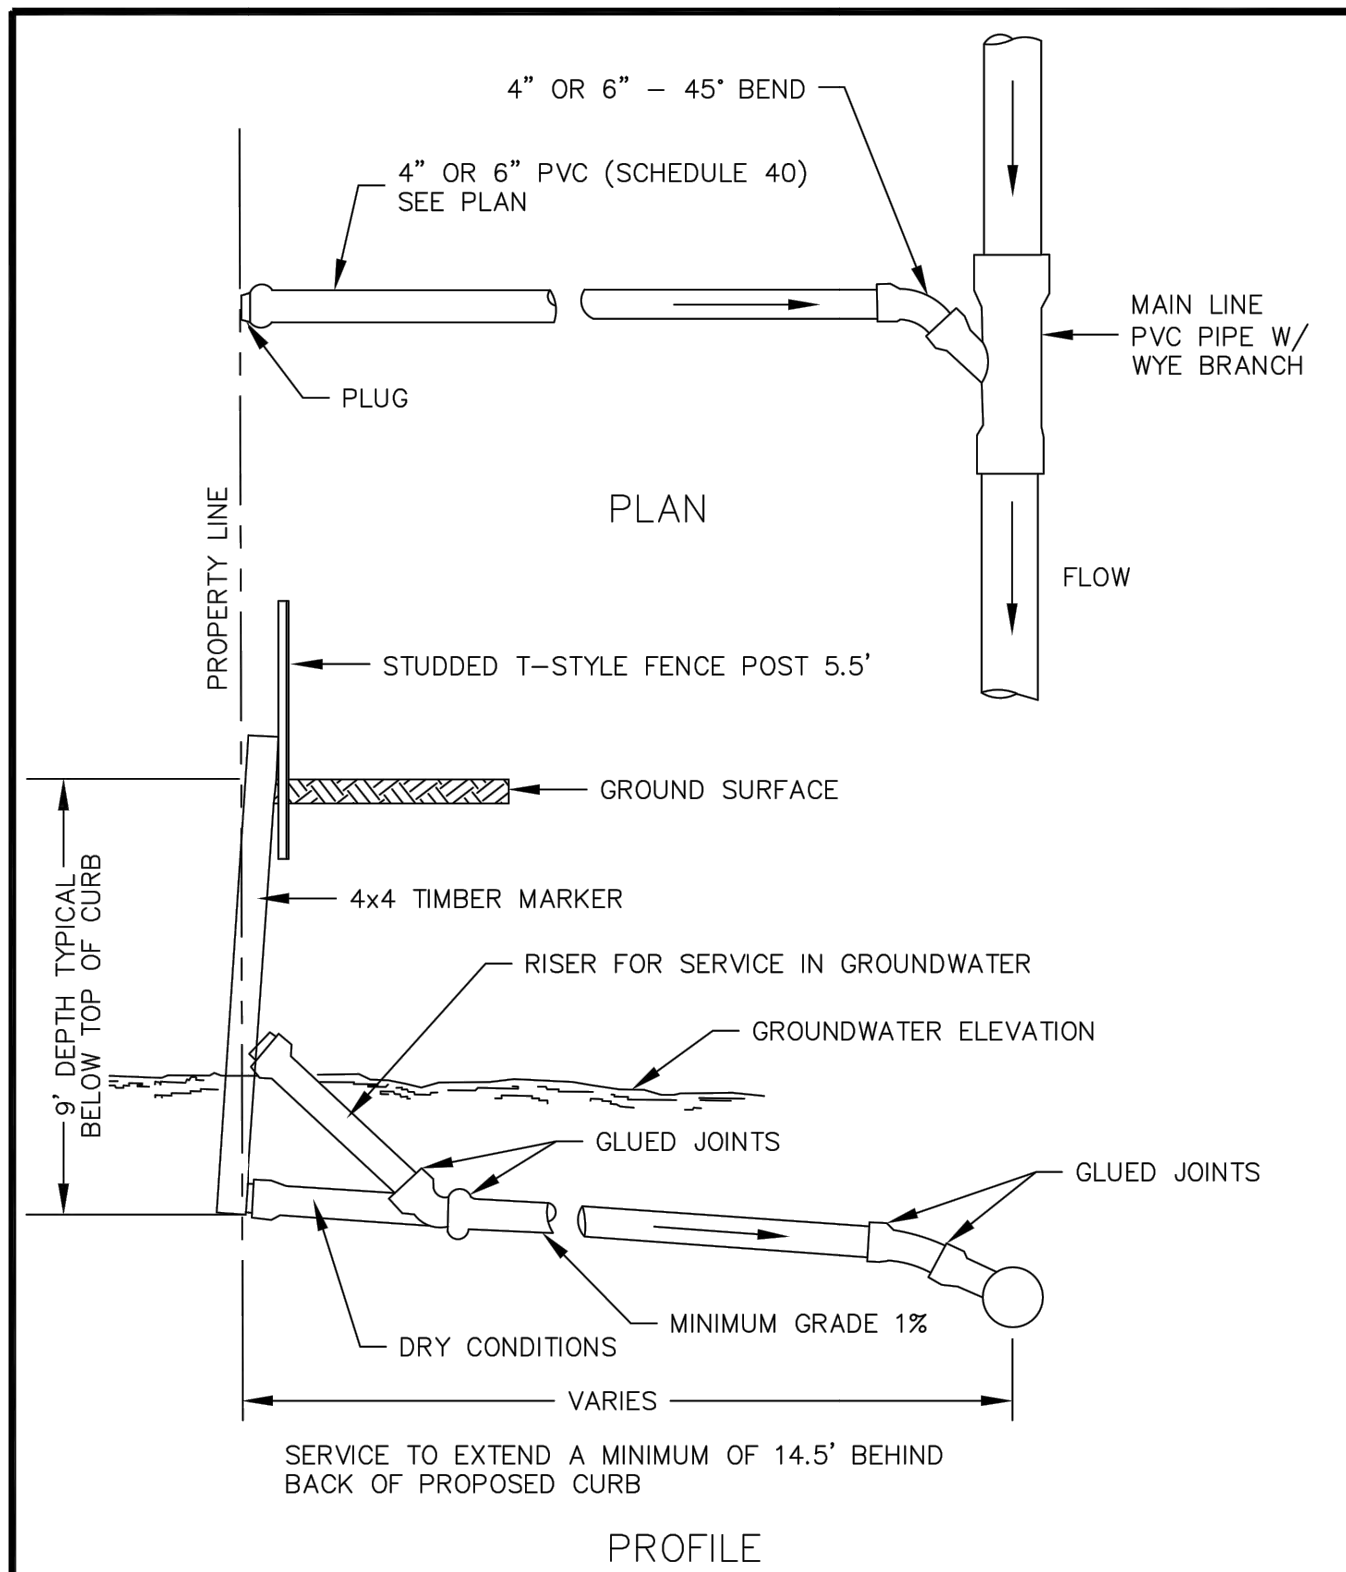 4” OR 6” – 45° BEND
4” OR 6” PVC (SCHEDULE 40)
SEE PLAN
MAIN LINE
PVC PIPE W/
WYE BRANCH
PLUG
PLAN
PROPERTY LINE
FLOW
STUDDED T–STYLE FENCE POST 5.5’
GROUND SURFACE
4x4 TIMBER MARKER
9’ DEPTH TYPICAL
BELOW TOP OF CURB
RISER FOR SERVICE IN GROUNDWATER
GROUNDWATER ELEVATION
GLUED JOINTS
GLUED JOINTS
MINIMUM GRADE 1%
DRY CONDITIONS
VARIES
SERVICE TO EXTEND A MINIMUM OF 14.5’ BEHIND
BACK OF PROPOSED CURB
PROFILE